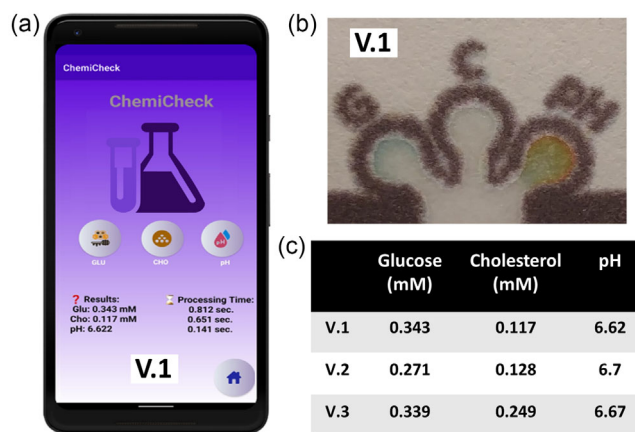 (a)
ChemiCheck
ChemiCheck
GLU CHO pH
❓ Results:
Glu: 0.343 mM
Cho: 0.117 mM
pH: 6.622
⏳ Processing Time:
0.812 sec.
0.651 sec.
0.141 sec.
V.1
(b)
V.1
G C PH
(c)
Glucose (mM) Cholesterol (mM) pH
V.1 0.343 0.117 6.62
V.2 0.271 0.128 6.7
V.3 0.339 0.249 6.67